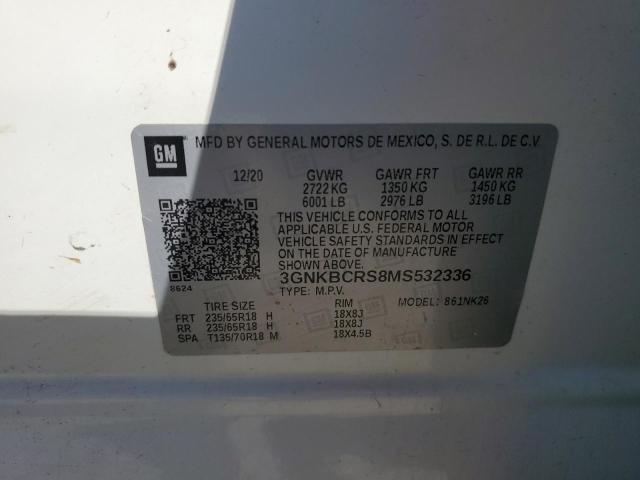 GM
MFD BY GENERAL MOTORS DE MEXICO, S. DE R.L. DE C.V
12/20 GVWR GAWR FRT GAWR RR
2722 KG 1350 KG 1450 KG
6001 LB 2976 LB 3196 LB
THIS VEHICLE CONFORMS TO ALL
APPLICABLE U.S. FEDERAL MOTOR
VEHICLE SAFETY STANDARDS IN EFFECT
ON THE DATE OF MANUFACTURE
SHOWN ABOVE.
8624
3GNKBCRS8MS532336
TYPE: M.P.V.
TIRE SIZE RIM MODEL: 861NK26
FRT 235/65R18 H 18X8J
RR 235/65R18 H 18X8J
SPA T135/70R18 M 18X4.5B